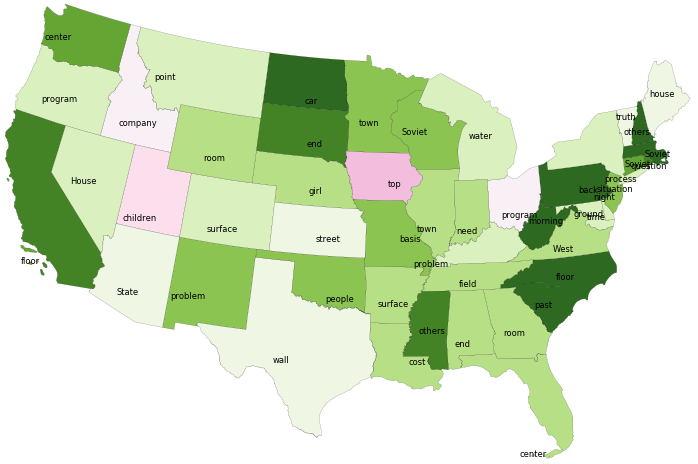 center
point
program
company
car
town
Soviet
water
house
truth
others
Soviet
Soviet
question
end
room
House
girl
top
process
situation
back
night
children
surface
street
basis
town
need
program
morning
ground
time
West
floor
State
problem
people
problem
field
surface
floor
past
others
end
room
wall
cost
center